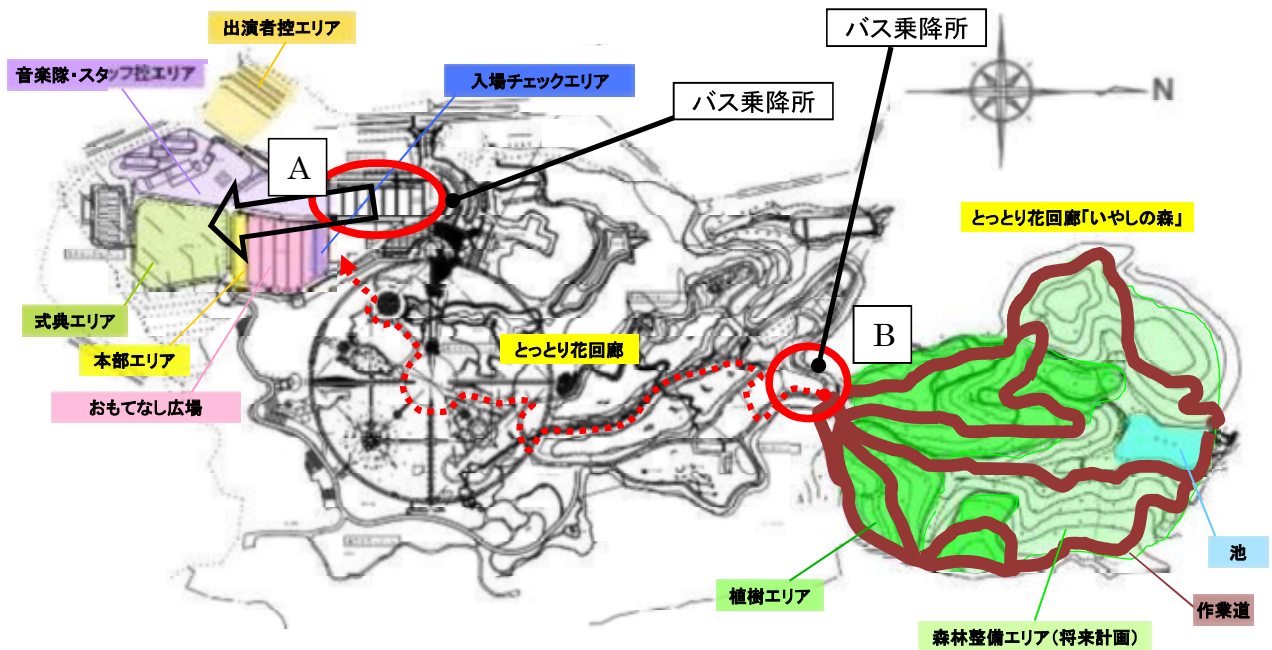 出演者控エリア
バス乗降所
音楽隊・スタッフ控エリア
入場チェックエリア
バス乗降所
N
A
とっとり花回廊「いやしの森」
式典エリア
B
とっとり花回廊
本部エリア
おもてなし広場
池
植樹エリア
作業道
森林整備エリア(将来計画)